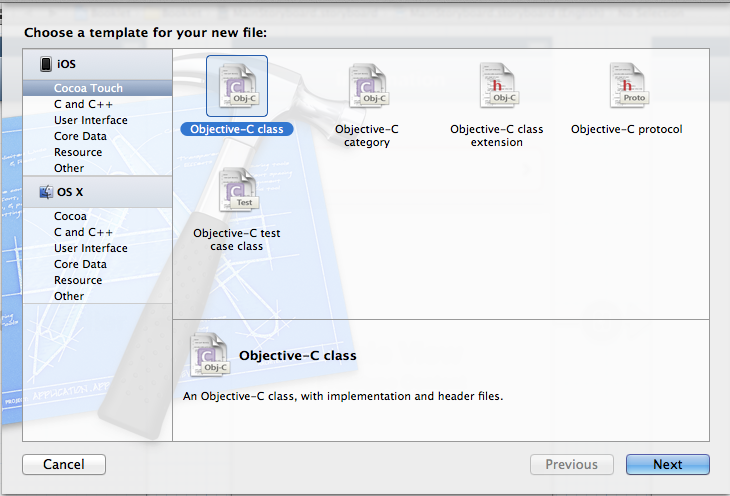 Choose a template for your new file:
iOS
Cocoa Touch
C and C++
User Interface
Core Data
Resource
Other
OS X
Cocoa
C and C++
User Interface
Core Data
Resource
Other
Obj-C
Objective-C class
Obj-C
Objective-C
category
Obj-C
Objective-C class
extension
Proto
Objective-C protocol
Test
Objective-C test
case class
Obj-C
Objective-C class
An Objective-C class, with implementation and header files.
Cancel
Previous
Next